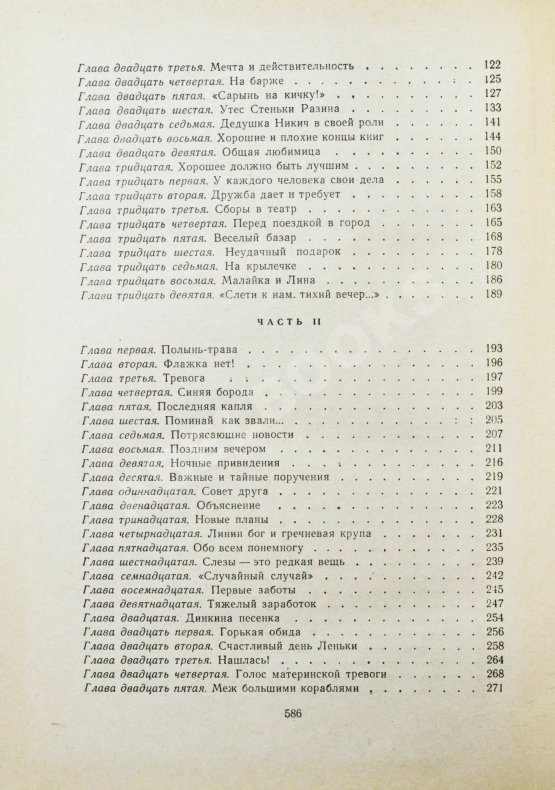 Глава двадцать третья. Мечта и действительность . . . . . . . . 122
Глава двадцать четвертая. На барже . . . . . . . . . . . . 125
Глава двадцать пятая. «Сарынь на кичку!» . . . . . . . . . 127
Глава двадцать шестая. Утес Стеньки Разина . . . . . . . . 133
Глава двадцать седьмая. Дедушка Никич в своей роли . . . . . . 141
Глава двадцать восьмая. Хорошие и плохие концы книг . . . . . . 144
Глава двадцать девятая. Общая любимица . . . . . . . . . . 150
Глава тридцатая. Хорошее должно быть лучшим . . . . . . . . 152
Глава тридцать первая. У каждого человека свои дела . . . . . . 155
Глава тридцать вторая. Дружба дает и требует . . . . . . . . 158
Глава тридцать третья. Сборы в театр . . . . . . . . . . . 163
Глава тридцать четвертая. Перед поездкой в город . . . . . . . 165
Глава тридцать пятая. Веселый базар . . . . . . . . . . . 168
Глава тридцать шестая. Неудачный подарок . . . . . . . . . 178
Глава тридцать седьмая. На крылечке . . . . . . . . . . . 180
Глава тридцать восьмая. Малайка и Лина . . . . . . . . . . 186
Глава тридцать девятая. «Слети к нам, тихий вечер...» . . . . . . 189
ЧАСТЬ II
Глава первая. Полынь-трава . . . . . . . . . . . . . . 193
Глава вторая. Флажка нет! . . . . . . . . . . . . . . 196
Глава третья. Тревога . . . . . . . . . . . . . . . . 197
Глава четвертая. Синяя борода . . . . . . . . . . . . . 199
Глава пятая. Последняя капля . . . . . . . . . . . . . 203
Глава шестая. Поминай как звали... . . . . . . . . . . . 205
Глава седьмая. Потрясающие новости . . . . . . . . . . . 207
Глава восьмая. Поздним вечером . . . . . . . . . . . . 211
Глава девятая. Ночные привидения . . . . . . . . . . . . 216
Глава десятая. Важные и тайные поручения . . . . . . . . . 219
Глава одиннадцатая. Совет друга . . . . . . . . . . . . 221
Глава двенадцатая. Объяснение . . . . . . . . . . . . . 223
Глава тринадцатая. Новые планы . . . . . . . . . . . . 228
Глава четырнадцатая. Линин бог и гречневая крупа . . . . . . . 231
Глава пятнадцатая. Обо всем понемногу . . . . . . . . . . 235
Глава шестнадцатая. Слезы — это редкая вещь . . . . . . . . 239
Глава семнадцатая. «Случайный случай» . . . . . . . . . . 242
Глава восемнадцатая. Первые заботы . . . . . . . . . . . 245
Глава девятнадцатая. Тяжелый заработок . . . . . . . . . . 247
Глава двадцатая. Динкина песенка . . . . . . . . . . . . 254
Глава двадцать первая. Горькая обида . . . . . . . . . . 256
Глава двадцать вторая. Счастливый день Леньки . . . . . . . . 258
Глава двадцать третья. Нашлась! . . . . . . . . . . . . 264
Глава двадцать четвертая. Голос материнской тревоги . . . . . . 268
Глава двадцать пятая. Меж большими кораблями . . . . . . . . 271
586